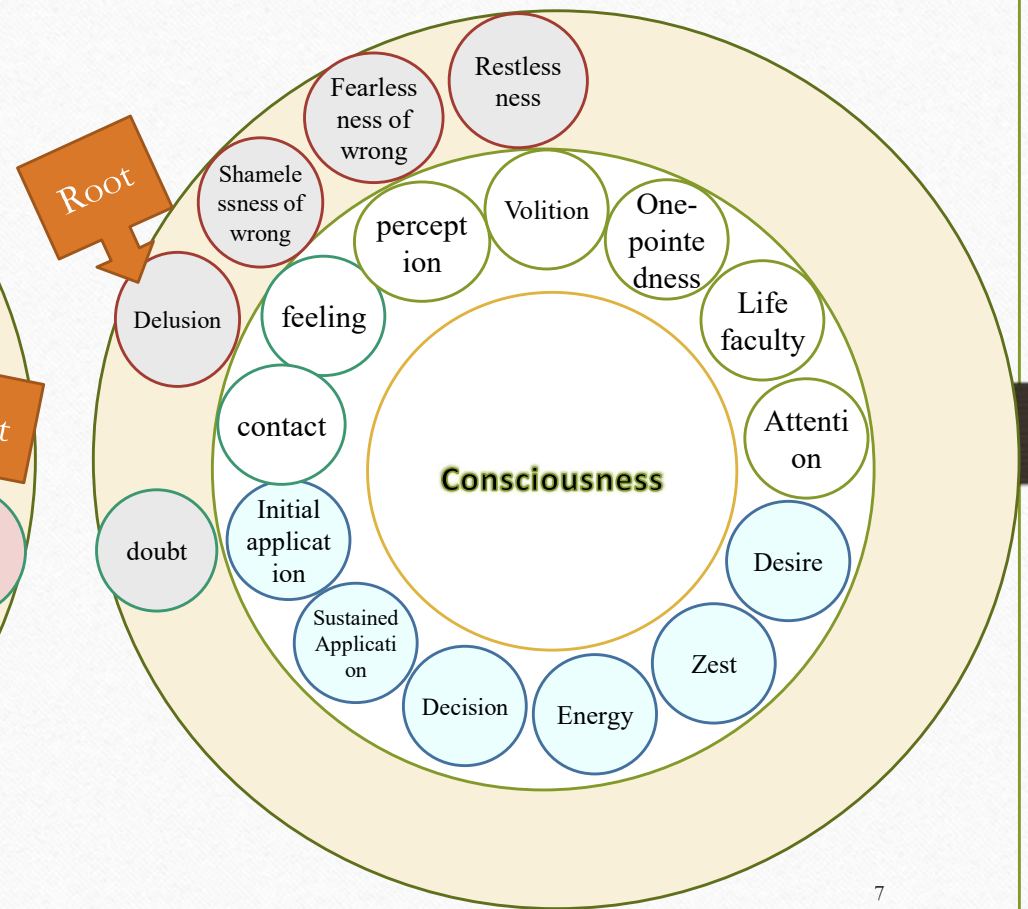 Restless
ness
Fearless
ness of
wrong
Shamele
ssness of
wrong
Root
Delusion
doubt
percept
ion
Volition
One-
pointe
dness
Life
faculty
feeling
contact
Attenti
on
Initial
applicat
ion
Sustained
Applicati
on
Decision
Energy
Zest
Desire
Consciousness
t
7